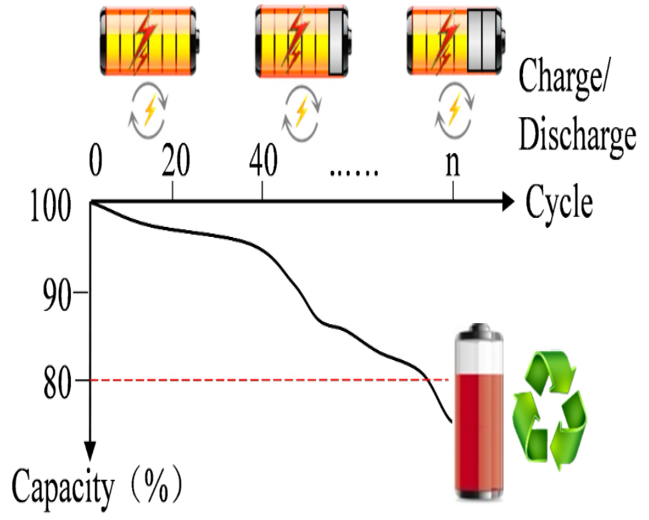 Charge/
Discharge
Cycle
0 20 40 ...... n
100
90
80
Capacity（%）